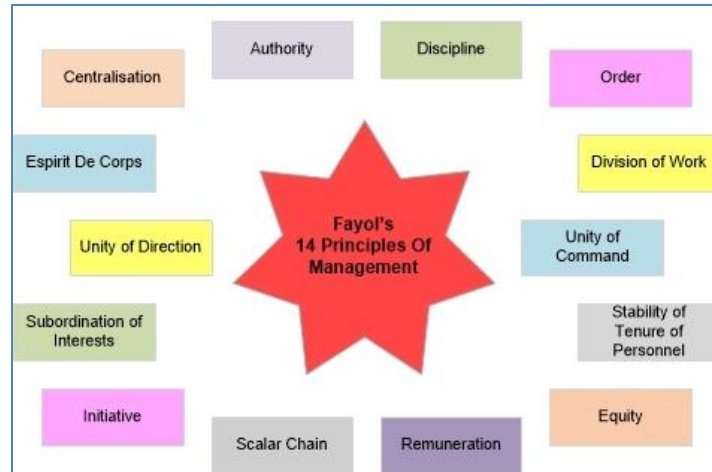 Authority
Discipline
Centralisation
Order
Espirit De Corps
Division of Work
Fayol's
14 Principles Of
Management
Unity of Direction
Unity of
Command
Subordination of
Interests
Stability of
Tenure of
Personnel
Initiative
Equity
Scalar Chain
Remuneration